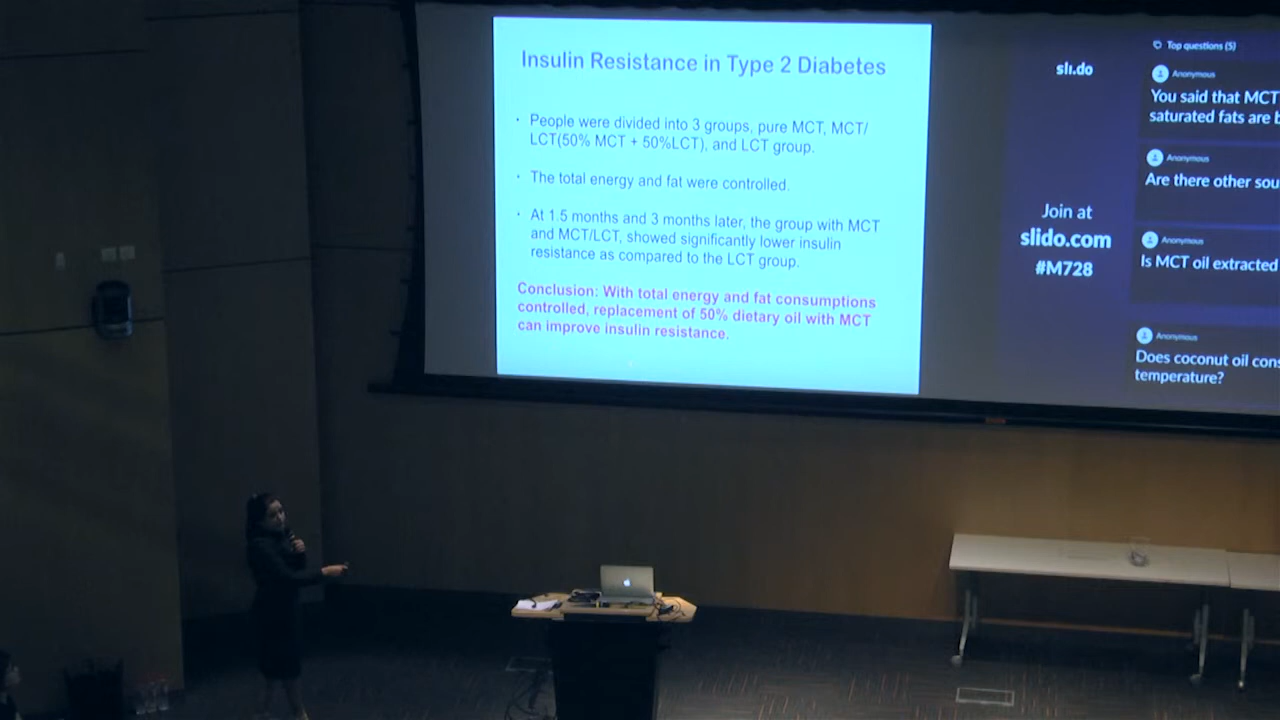 Insulin Resistance in Type 2 Diabetes
· People were divided into 3 groups, pure MCT, MCT/
LCT(50% MCT + 50%LCT), and LCT group.
· The total energy and fat were controlled.
· At 1.5 months and 3 months later, the group with MCT
and MCT/LCT, showed significantly lower insulin
resistance as compared to the LCT group.
Conclusion: With total energy and fat consumptions
controlled, replacement of 50% dietary oil with MCT
can improve insulin resistance.
sli.do
Join at
slido.com
#M728
Top questions (5)
Anonymous
You said that MCT
saturated fats are b
Anonymous
Are there other sou
Anonymous
Is MCT oil extracted
Anonymous
Does coconut oil cons
temperature?